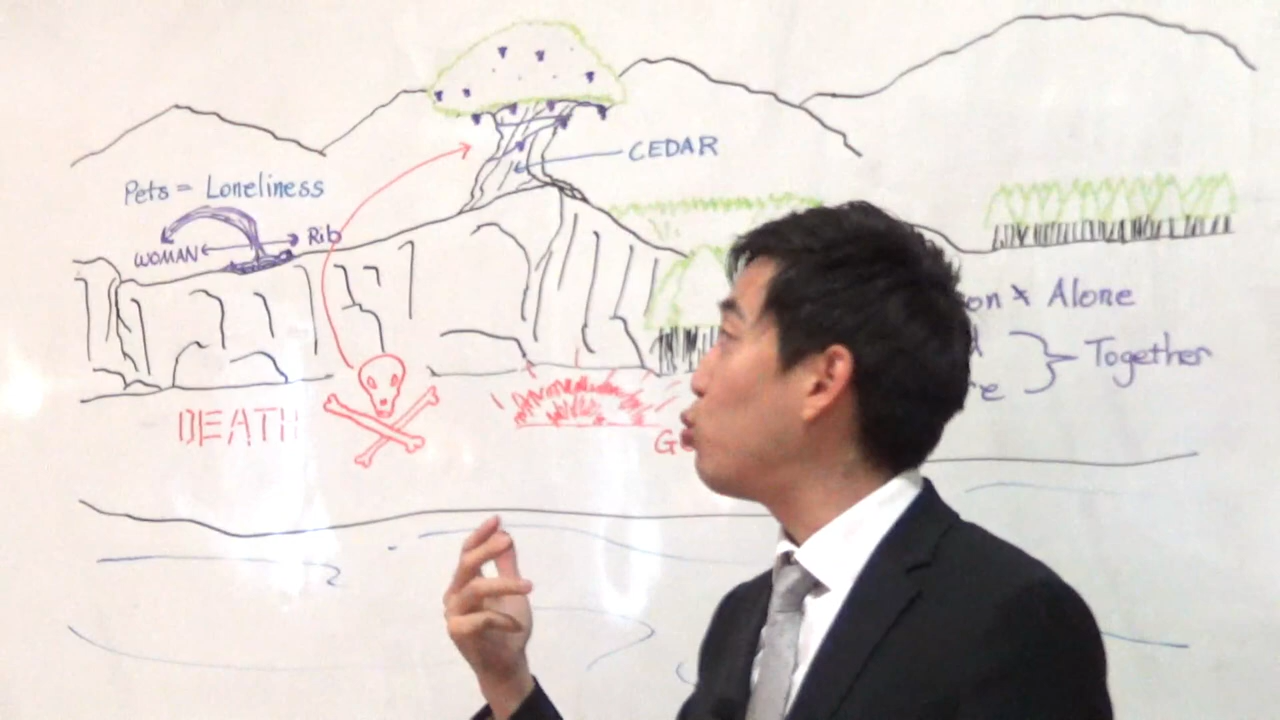 CEDAR
Pets = Loneliness
WOMAN
Rib
Alone
Together
DEATH